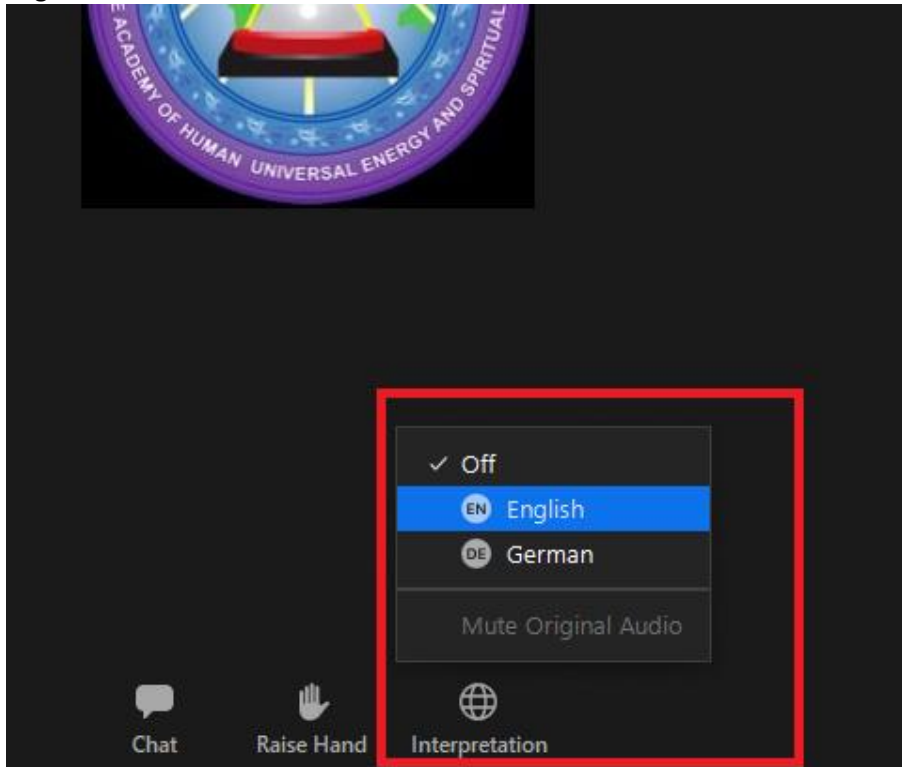 E ACADEMY OF HUMAN UNIVERSAL ENERGY AND SPIRITUAL
Off
EN English
DE German
Mute Original Audio
Chat Raise Hand Interpretation